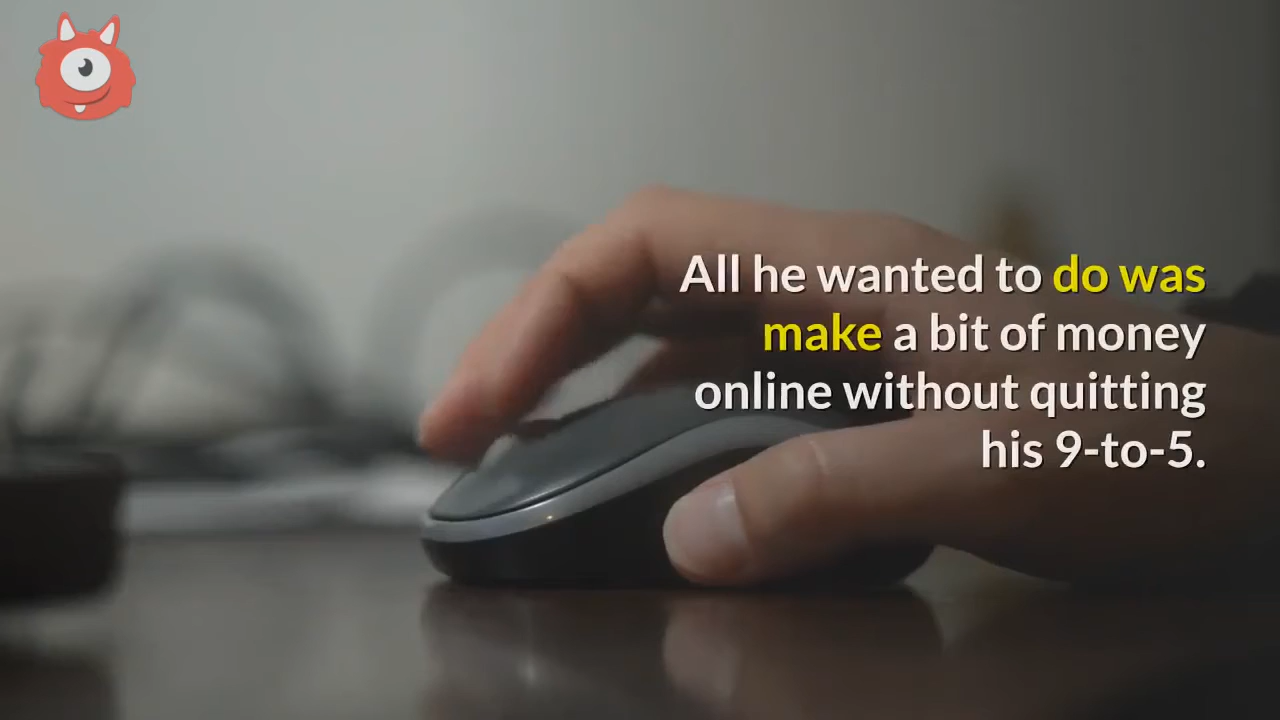 All he wanted to do was
make a bit of money
online without quitting
his 9-to-5.